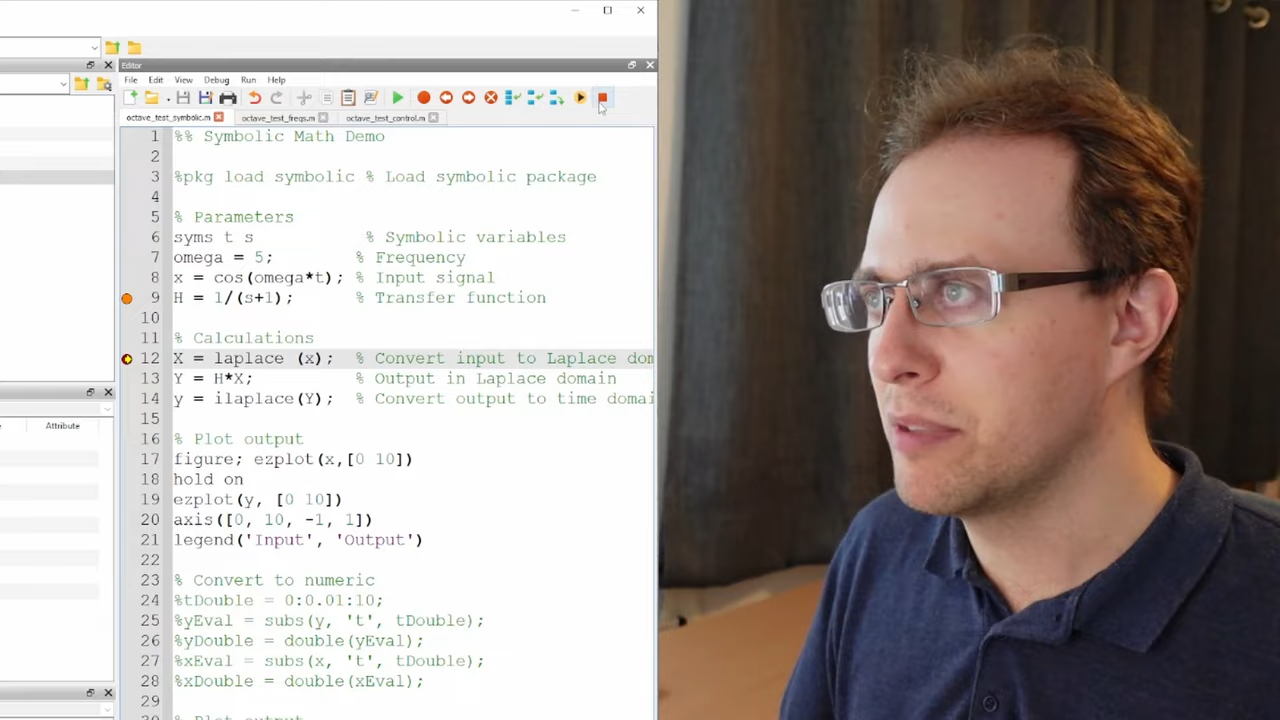 Editor
File Edit View Debug Run Help
octave_test_symbolic.m octave_test_freqs.m octave_test_control.m
1 %% Symbolic Math Demo
2
3 %pkg load symbolic % Load symbolic package
4
5 % Parameters
6 syms t s % Symbolic variables
7 omega = 5; % Frequency
8 x = cos(omega*t); % Input signal
9 H = 1/(s+1); % Transfer function
10
11 % Calculations
12 X = laplace (x); % Convert input to Laplace dom
13 Y = H*X; % Output in Laplace domain
14 y = ilaplace(Y); % Convert output to time domai
15
16 % Plot output
17 figure; ezplot(x,[0 10])
18 hold on
19 ezplot(y, [0 10])
20 axis([0, 10, -1, 1])
21 legend('Input', 'Output')
22
23 % Convert to numeric
24 %tDouble = 0:0.01:10;
25 %yEval = subs(y, 't', tDouble);
26 %yDouble = double(yEval);
27 %xEval = subs(x, 't', tDouble);
28 %xDouble = double(xEval);
29
30 % Plot output
Attribute